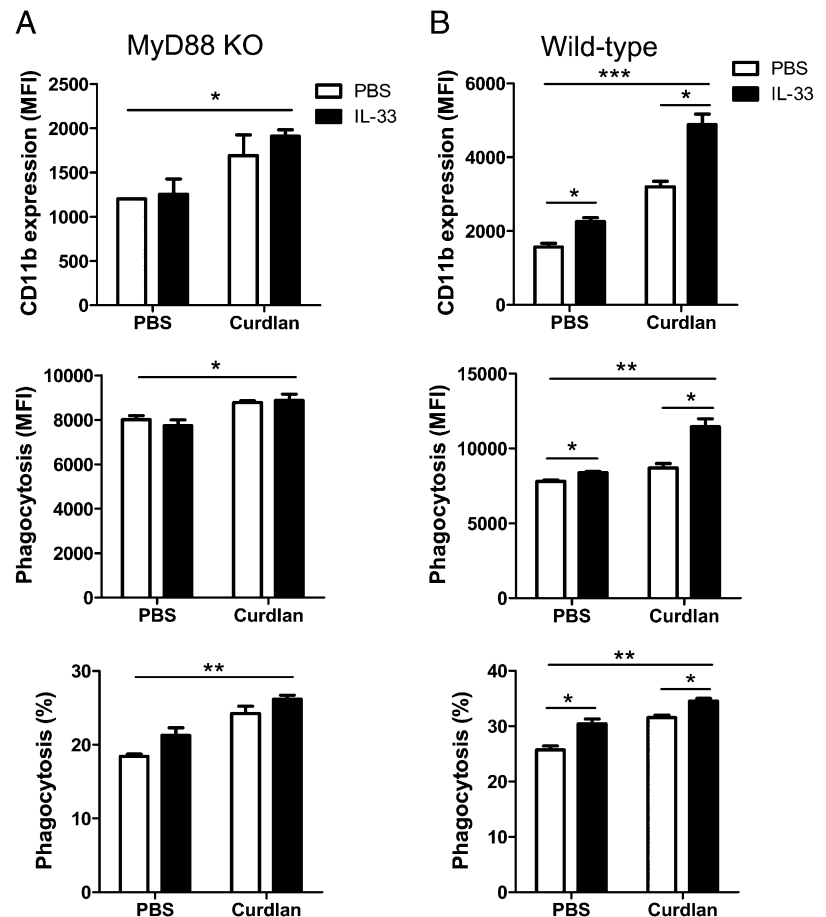 A
MyD88 KO
CD11b expression (MFI)
2500
2000
1500
1000
500
0
*
PBS
IL-33
PBS
Curdlan
B
Wild-type
CD11b expression (MFI)
6000
4000
2000
0
***
*
*
PBS
IL-33
PBS
Curdlan
Phagocytosis (MFI)
10000
8000
6000
4000
2000
0
*
PBS
Curdlan
Phagocytosis (MFI)
15000
10000
5000
0
**
*
*
PBS
Curdlan
Phagocytosis (%)
30
20
10
0
**
PBS
Curdlan
Phagocytosis (%)
40
30
20
10
0
**
*
*
PBS
Curdlan